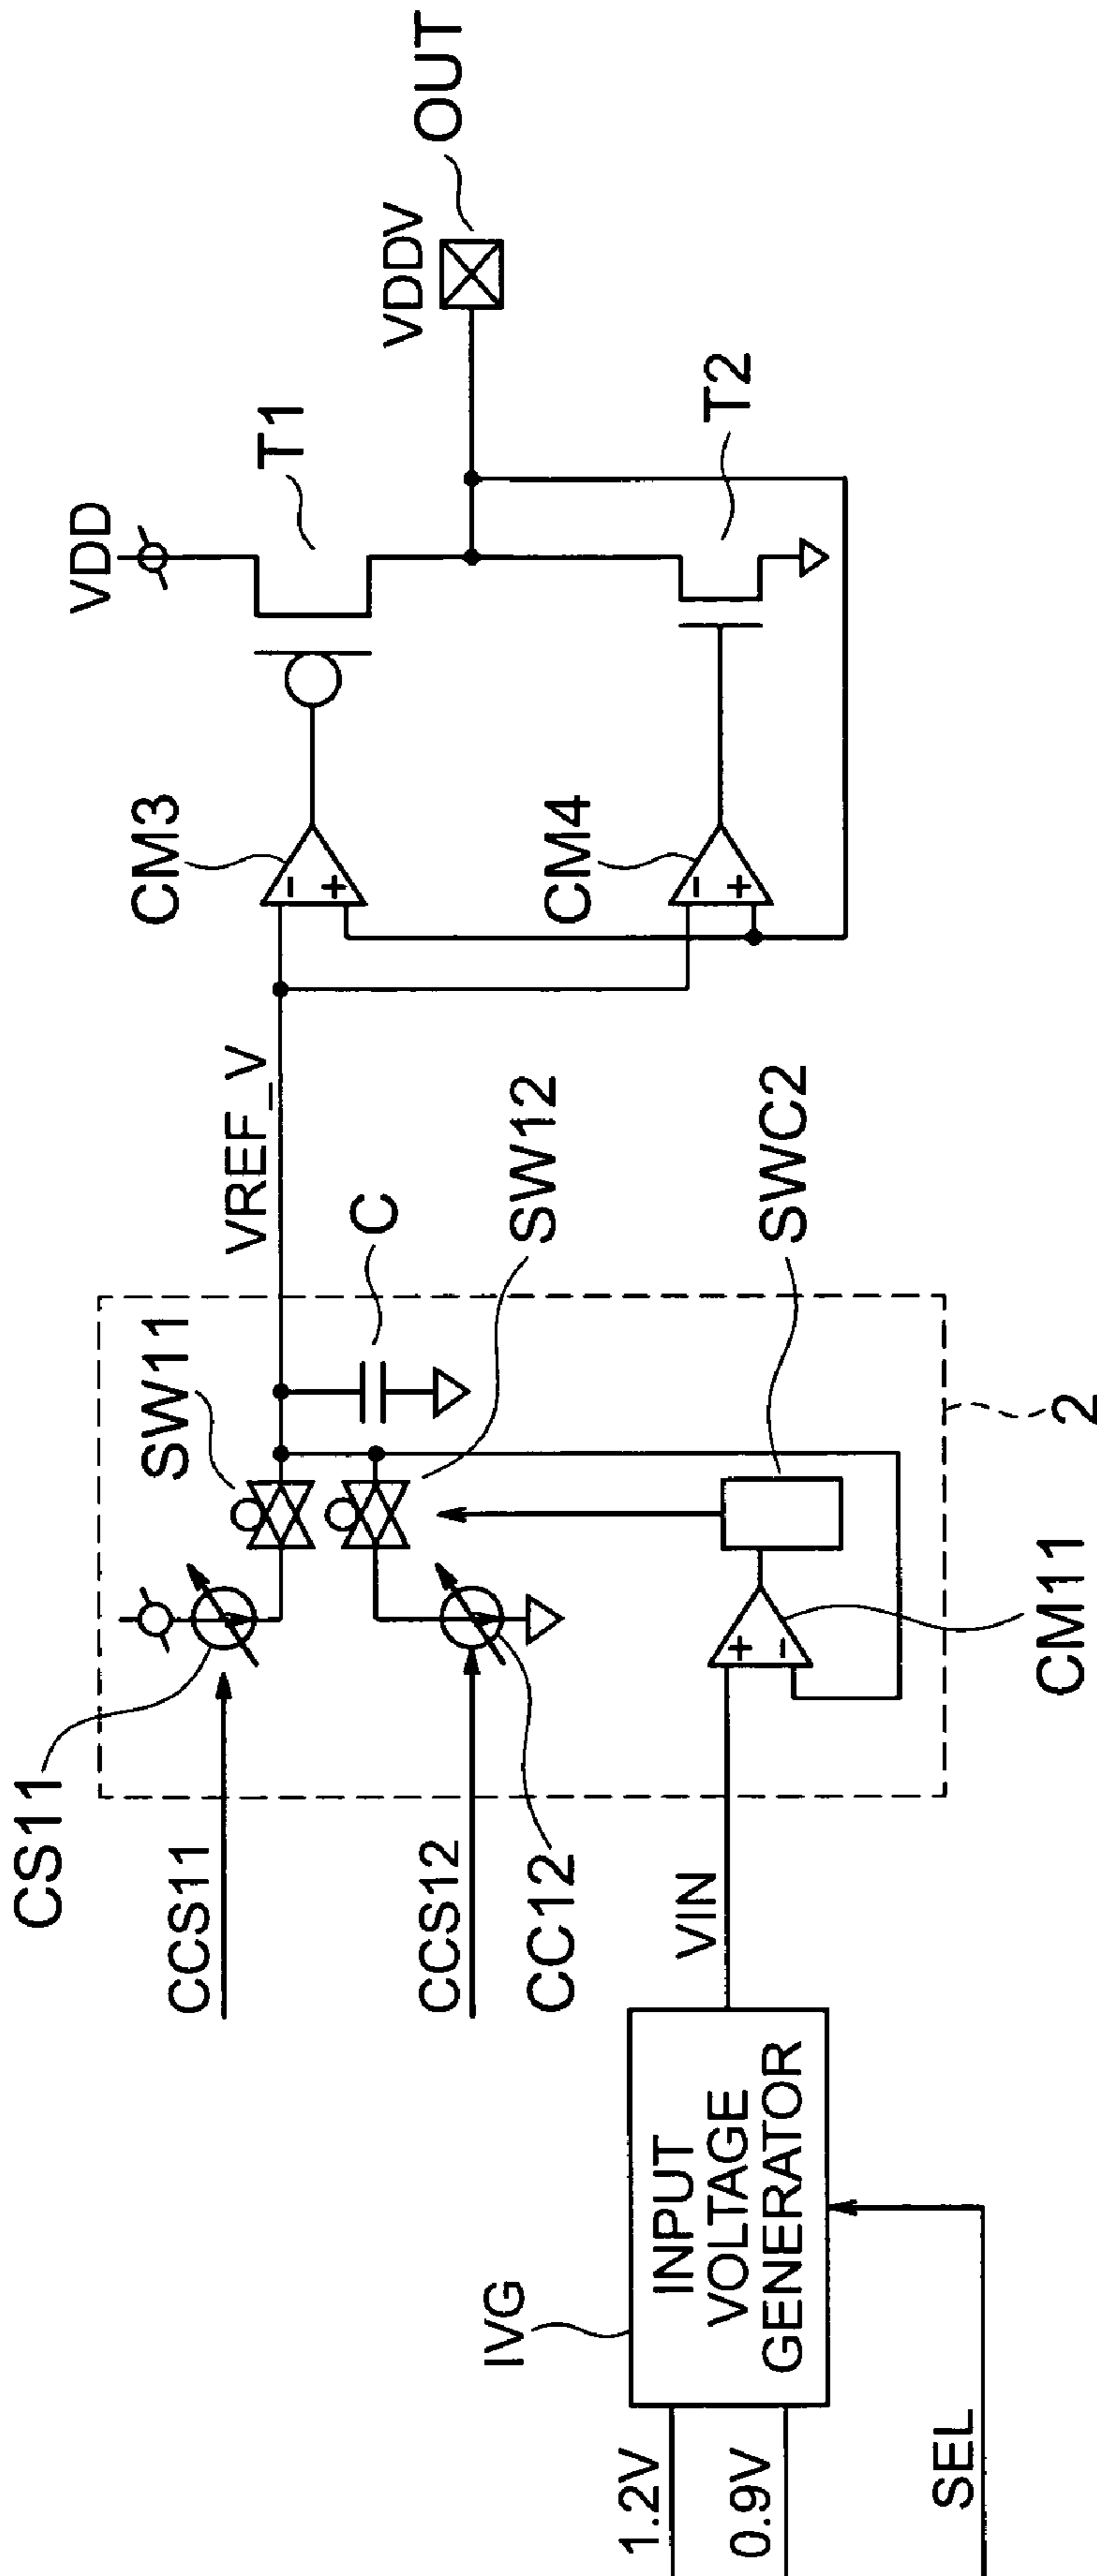 1.2V
0.9V
SEL
IVG
INPUT
VOLTAGE
GENERATOR
VIN
CS11
CCS11
CCS12
CC12
SW11
C
SW12
SWC2
CM11
2
VREF_V
CM3
CM4
VDD
T1
T2
VDDV
OUT
-
+
-
+
+
-